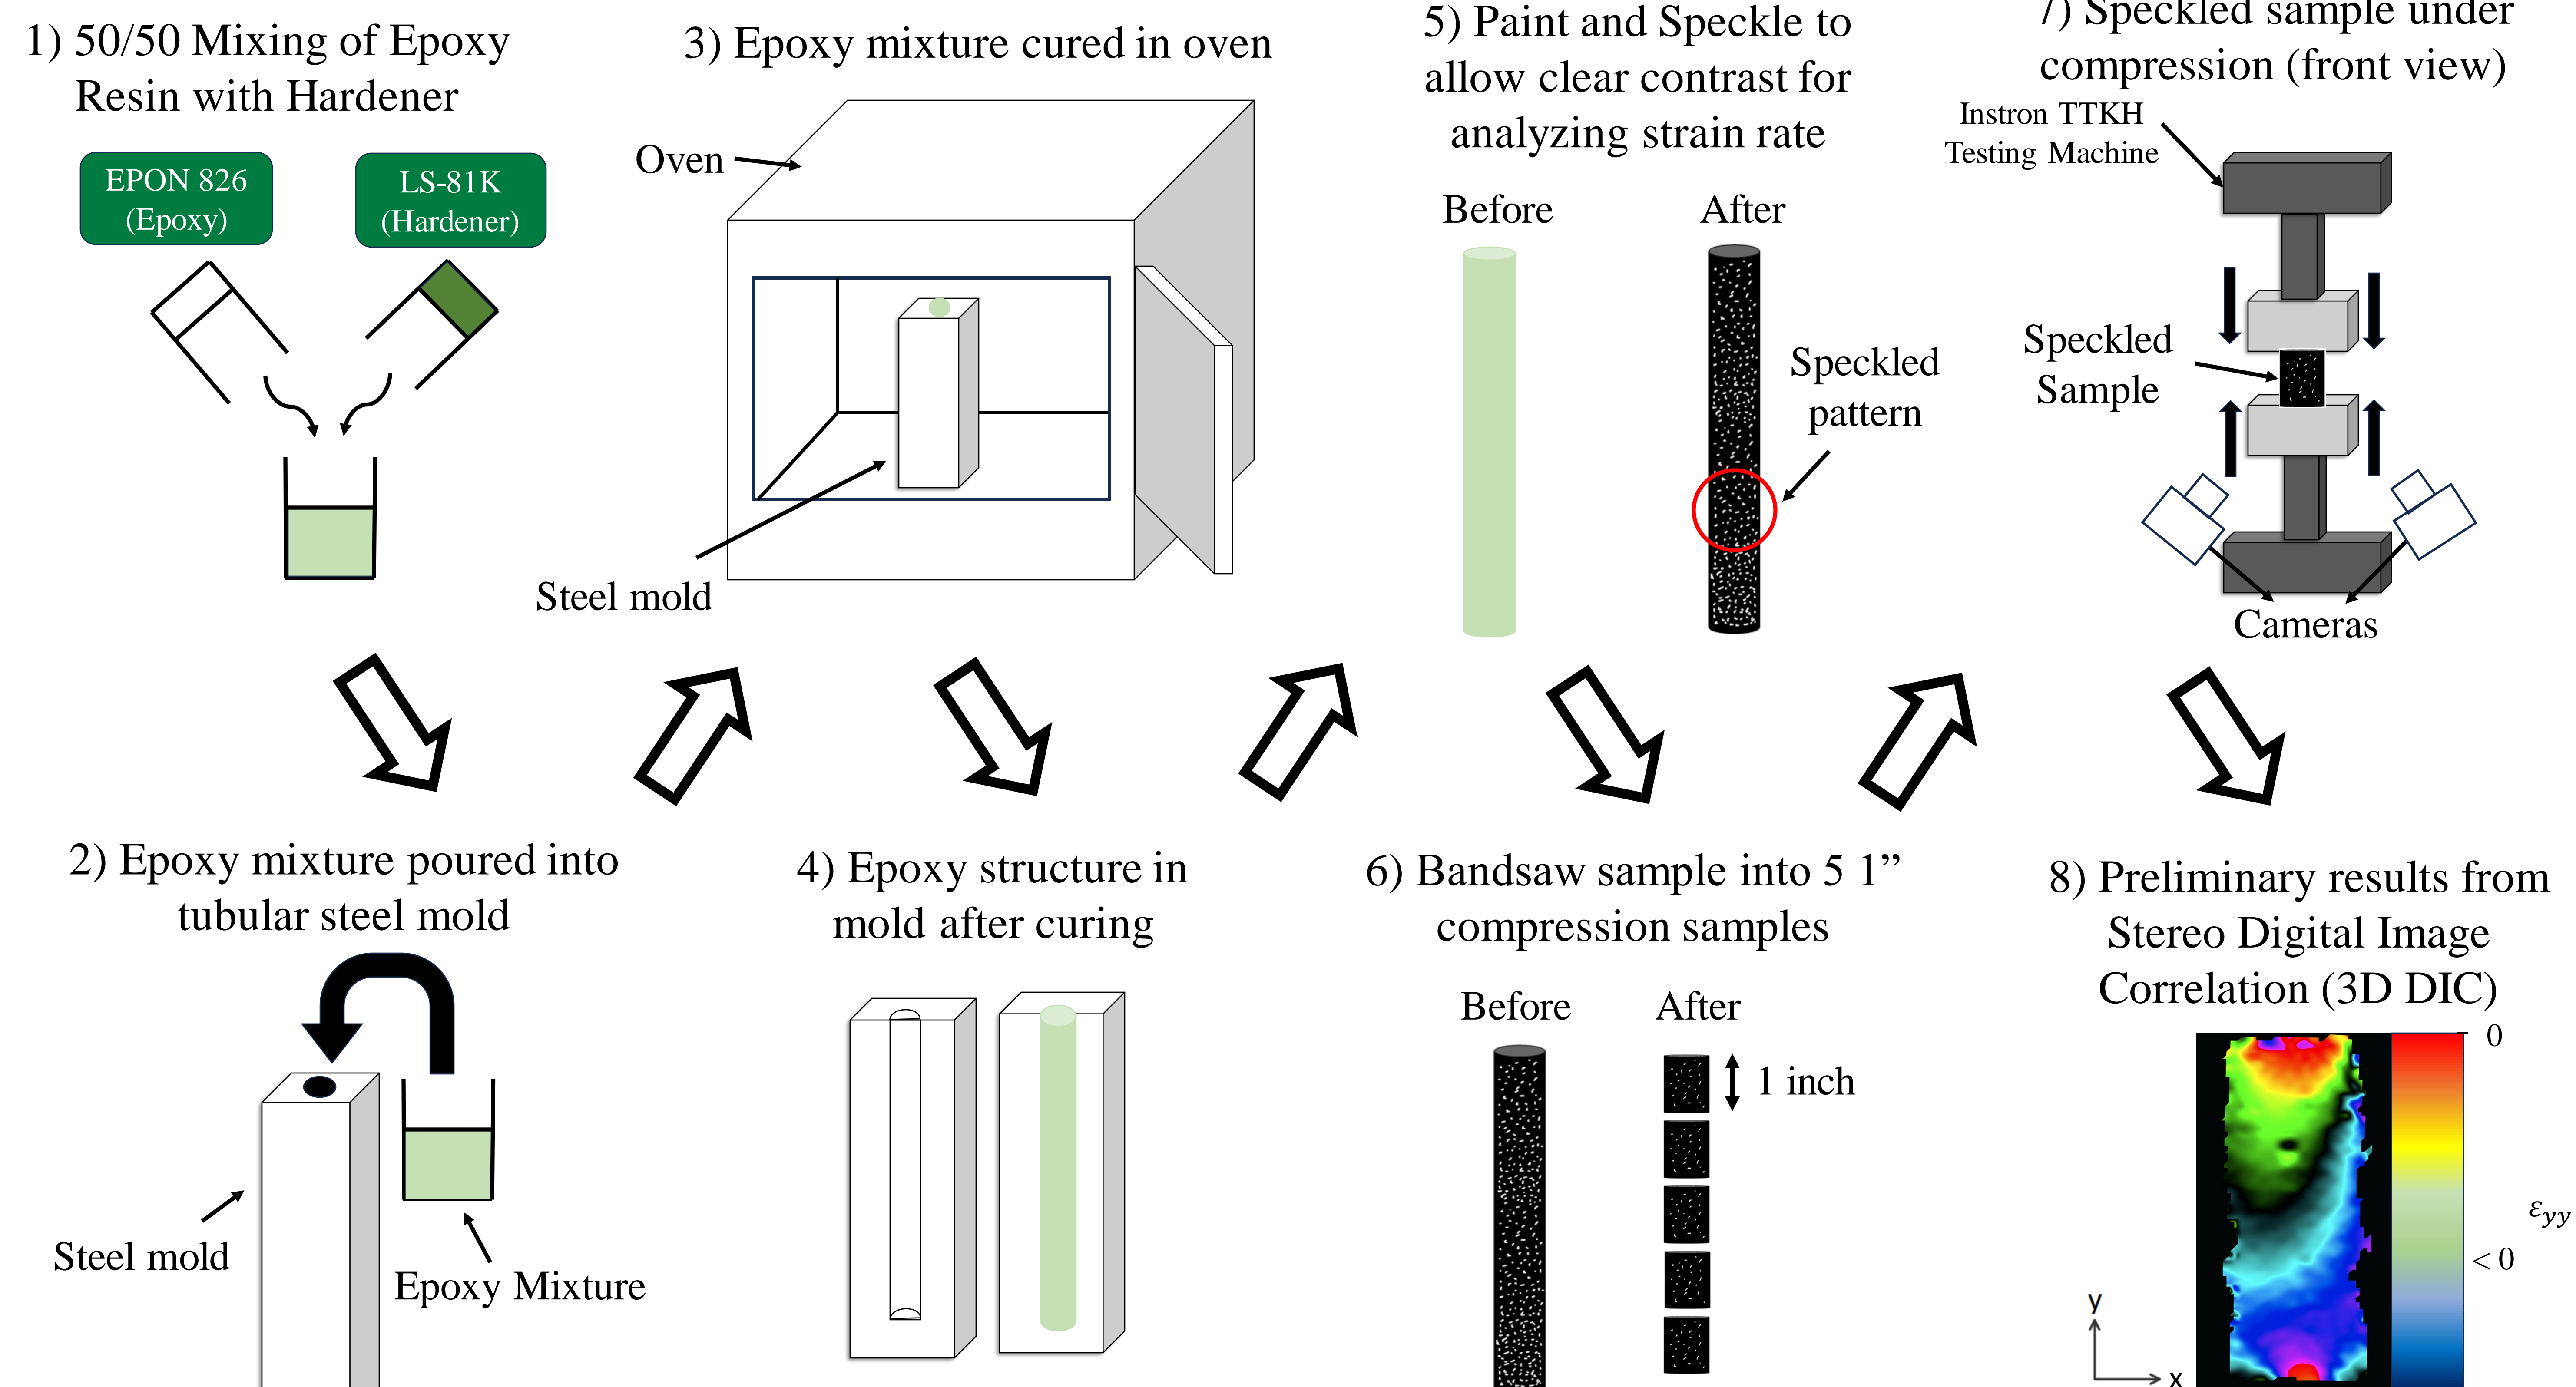 1) 50/50 Mixing of Epoxy
Resin with Hardener
EPON 826
(Epoxy)
LS-81K
(Hardener)
2) Epoxy mixture poured into
tubular steel mold
Steel mold
Epoxy Mixture
3) Epoxy mixture cured in oven
Oven
Steel mold
4) Epoxy structure in
mold after curing
5) Paint and Speckle to
allow clear contrast for
analyzing strain rate
Before
After
Speckled
pattern
6) Bandsaw sample into 5 1”
compression samples
Before
After
1 inch
7) Speckled sample under
compression (front view)
Instron TTKH
Testing Machine
Speckled
Sample
Cameras
8) Preliminary results from
Stereo Digital Image
Correlation (3D DIC)
0
εyy
< 0
y
x